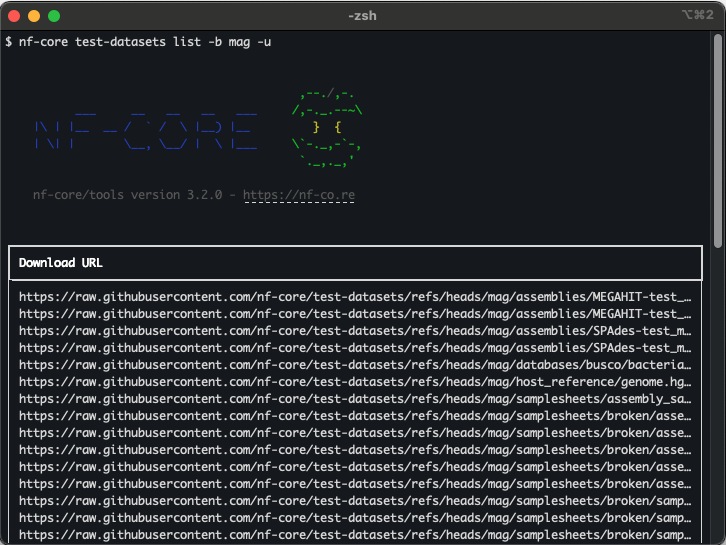 -zsh
⌥⌘2
$ nf-core test-datasets list -b mag -u
nf-core/tools version 3.2.0 - https://nf-co.re
Download URL
https://raw.githubusercontent.com/nf-core/test-datasets/refs/heads/mag/assemblies/MEGAHIT-test_…
https://raw.githubusercontent.com/nf-core/test-datasets/refs/heads/mag/assemblies/MEGAHIT-test_…
https://raw.githubusercontent.com/nf-core/test-datasets/refs/heads/mag/assemblies/SPAdes-test_m…
https://raw.githubusercontent.com/nf-core/test-datasets/refs/heads/mag/assemblies/SPAdes-test_m…
https://raw.githubusercontent.com/nf-core/test-datasets/refs/heads/mag/databases/busco/bacteria…
https://raw.githubusercontent.com/nf-core/test-datasets/refs/heads/mag/host_reference/genome.hg…
https://raw.githubusercontent.com/nf-core/test-datasets/refs/heads/mag/samplesheets/assembly_sa…
https://raw.githubusercontent.com/nf-core/test-datasets/refs/heads/mag/samplesheets/broken/asse…
https://raw.githubusercontent.com/nf-core/test-datasets/refs/heads/mag/samplesheets/broken/asse…
https://raw.githubusercontent.com/nf-core/test-datasets/refs/heads/mag/samplesheets/broken/asse…
https://raw.githubusercontent.com/nf-core/test-datasets/refs/heads/mag/samplesheets/broken/asse…
https://raw.githubusercontent.com/nf-core/test-datasets/refs/heads/mag/samplesheets/broken/asse…
https://raw.githubusercontent.com/nf-core/test-datasets/refs/heads/mag/samplesheets/broken/samp…
https://raw.githubusercontent.com/nf-core/test-datasets/refs/heads/mag/samplesheets/broken/samp…
https://raw.githubusercontent.com/nf-core/test-datasets/refs/heads/mag/samplesheets/broken/samp…